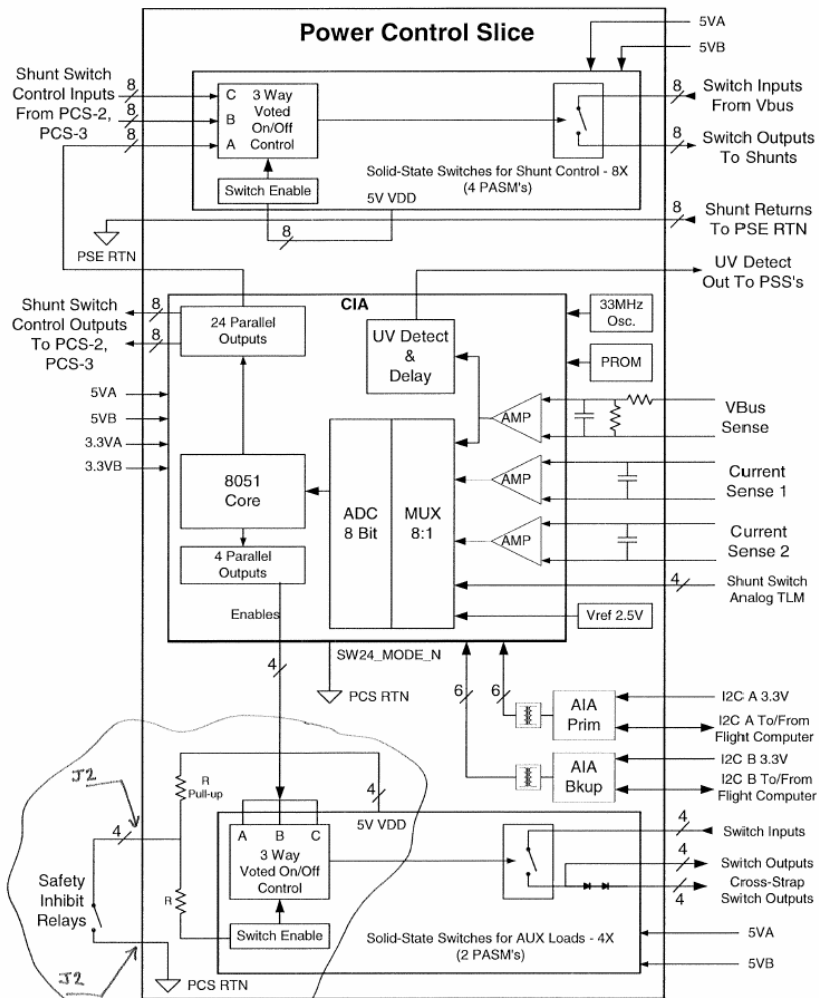 Power Control Slice
5VA
5VB
Shunt Switch
Control Inputs
From PCS-2,
PCS-3
8
8
8
C
B
A
3 Way
Voted
On/Off
Control
Switch Enable
8
Solid-State Switches for Shunt Control - 8X
(4 PASM's)
5V VDD
8
Switch Inputs
From Vbus
8
Switch Outputs
To Shunts
8
Shunt Returns
To PSE RTN
PSE RTN
UV Detect
Out To PSS's
Shunt Switch
Control Outputs
To PCS-2,
PCS-3
8
8
CIA
24 Parallel
Outputs
UV Detect
&
Delay
33MHz
Osc.
PROM
5VA
5VB
3.3VA
3.3VB
8051
Core
ADC
8 Bit
MUX
8:1
AMP
AMP
AMP
VBus
Sense
Current
Sense 1
Current
Sense 2
4 Parallel
Outputs
Enables
4
Shunt Switch
Analog TLM
Vref 2.5V
SW24_MODE_N
PCS RTN
4
6
6
AIA
Prim
I2C A 3.3V
I2C A To/From
Flight Computer
AIA
Bkup
I2C B 3.3V
I2C B To/From
Flight Computer
J2
R
Pull-up
4
4
5V VDD
A B C
3 Way
Voted On/Off
Control
Safety
Inhibit
Relays
R
Switch Enable
Solid-State Switches for AUX Loads - 4X
(2 PASM's)
4
Switch Inputs
4
Switch Outputs
4
Cross-Strap
Switch Outputs
5VA
5VB
J2
PCS RTN